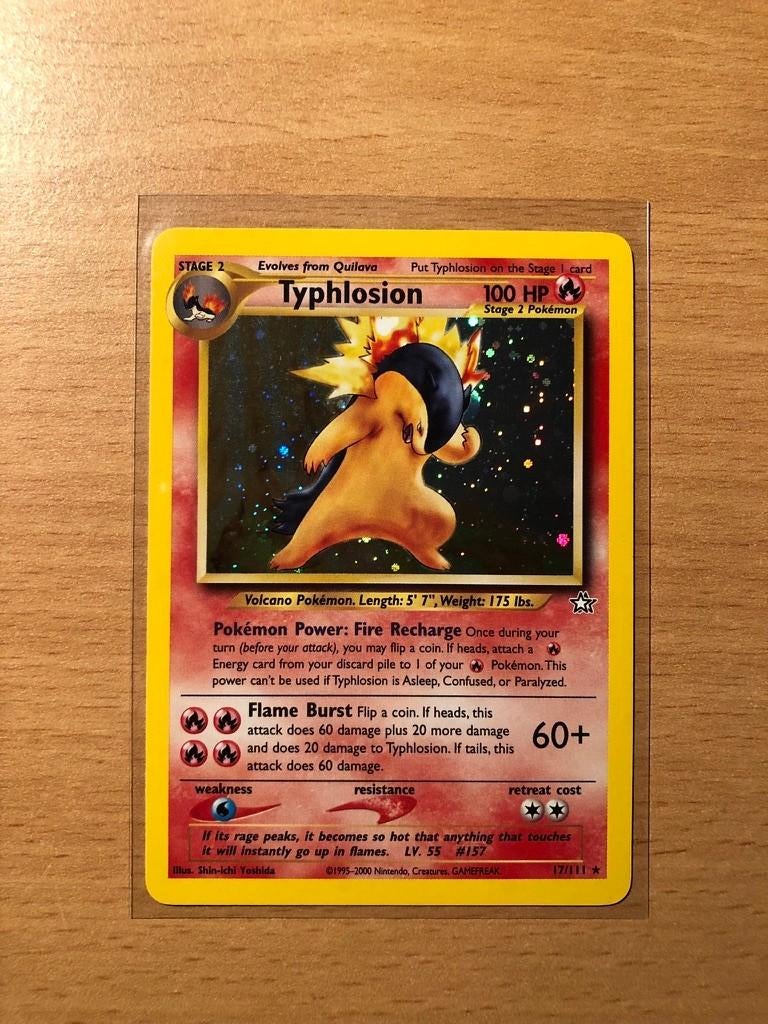 STAGE 2 Evolves from Quilava Put Typhlosion on the Stage 1 card
Typhlosion 100 HP
Stage 2 Pokémon
Volcano Pokémon. Length: 5' 7", Weight: 175 lbs.
Pokémon Power: Fire Recharge Once during your
turn (before your attack), you may flip a coin. If heads, attach a
Energy card from your discard pile to 1 of your Pokémon. This
power can't be used if Typhlosion is Asleep, Confused, or Paralyzed.
Flame Burst Flip a coin. If heads, this
attack does 60 damage plus 20 more damage
and does 20 damage to Typhlosion. If tails, this
attack does 60 damage.
60+
weakness resistance retreat cost
If its rage peaks, it becomes so hot that anything that touches
it will instantly go up in flames. LV. 55 #157
Illus. Shin-ichi Yoshida ©1995-2000 Nintendo, Creatures, GAMEFREAK. 17/111 ★